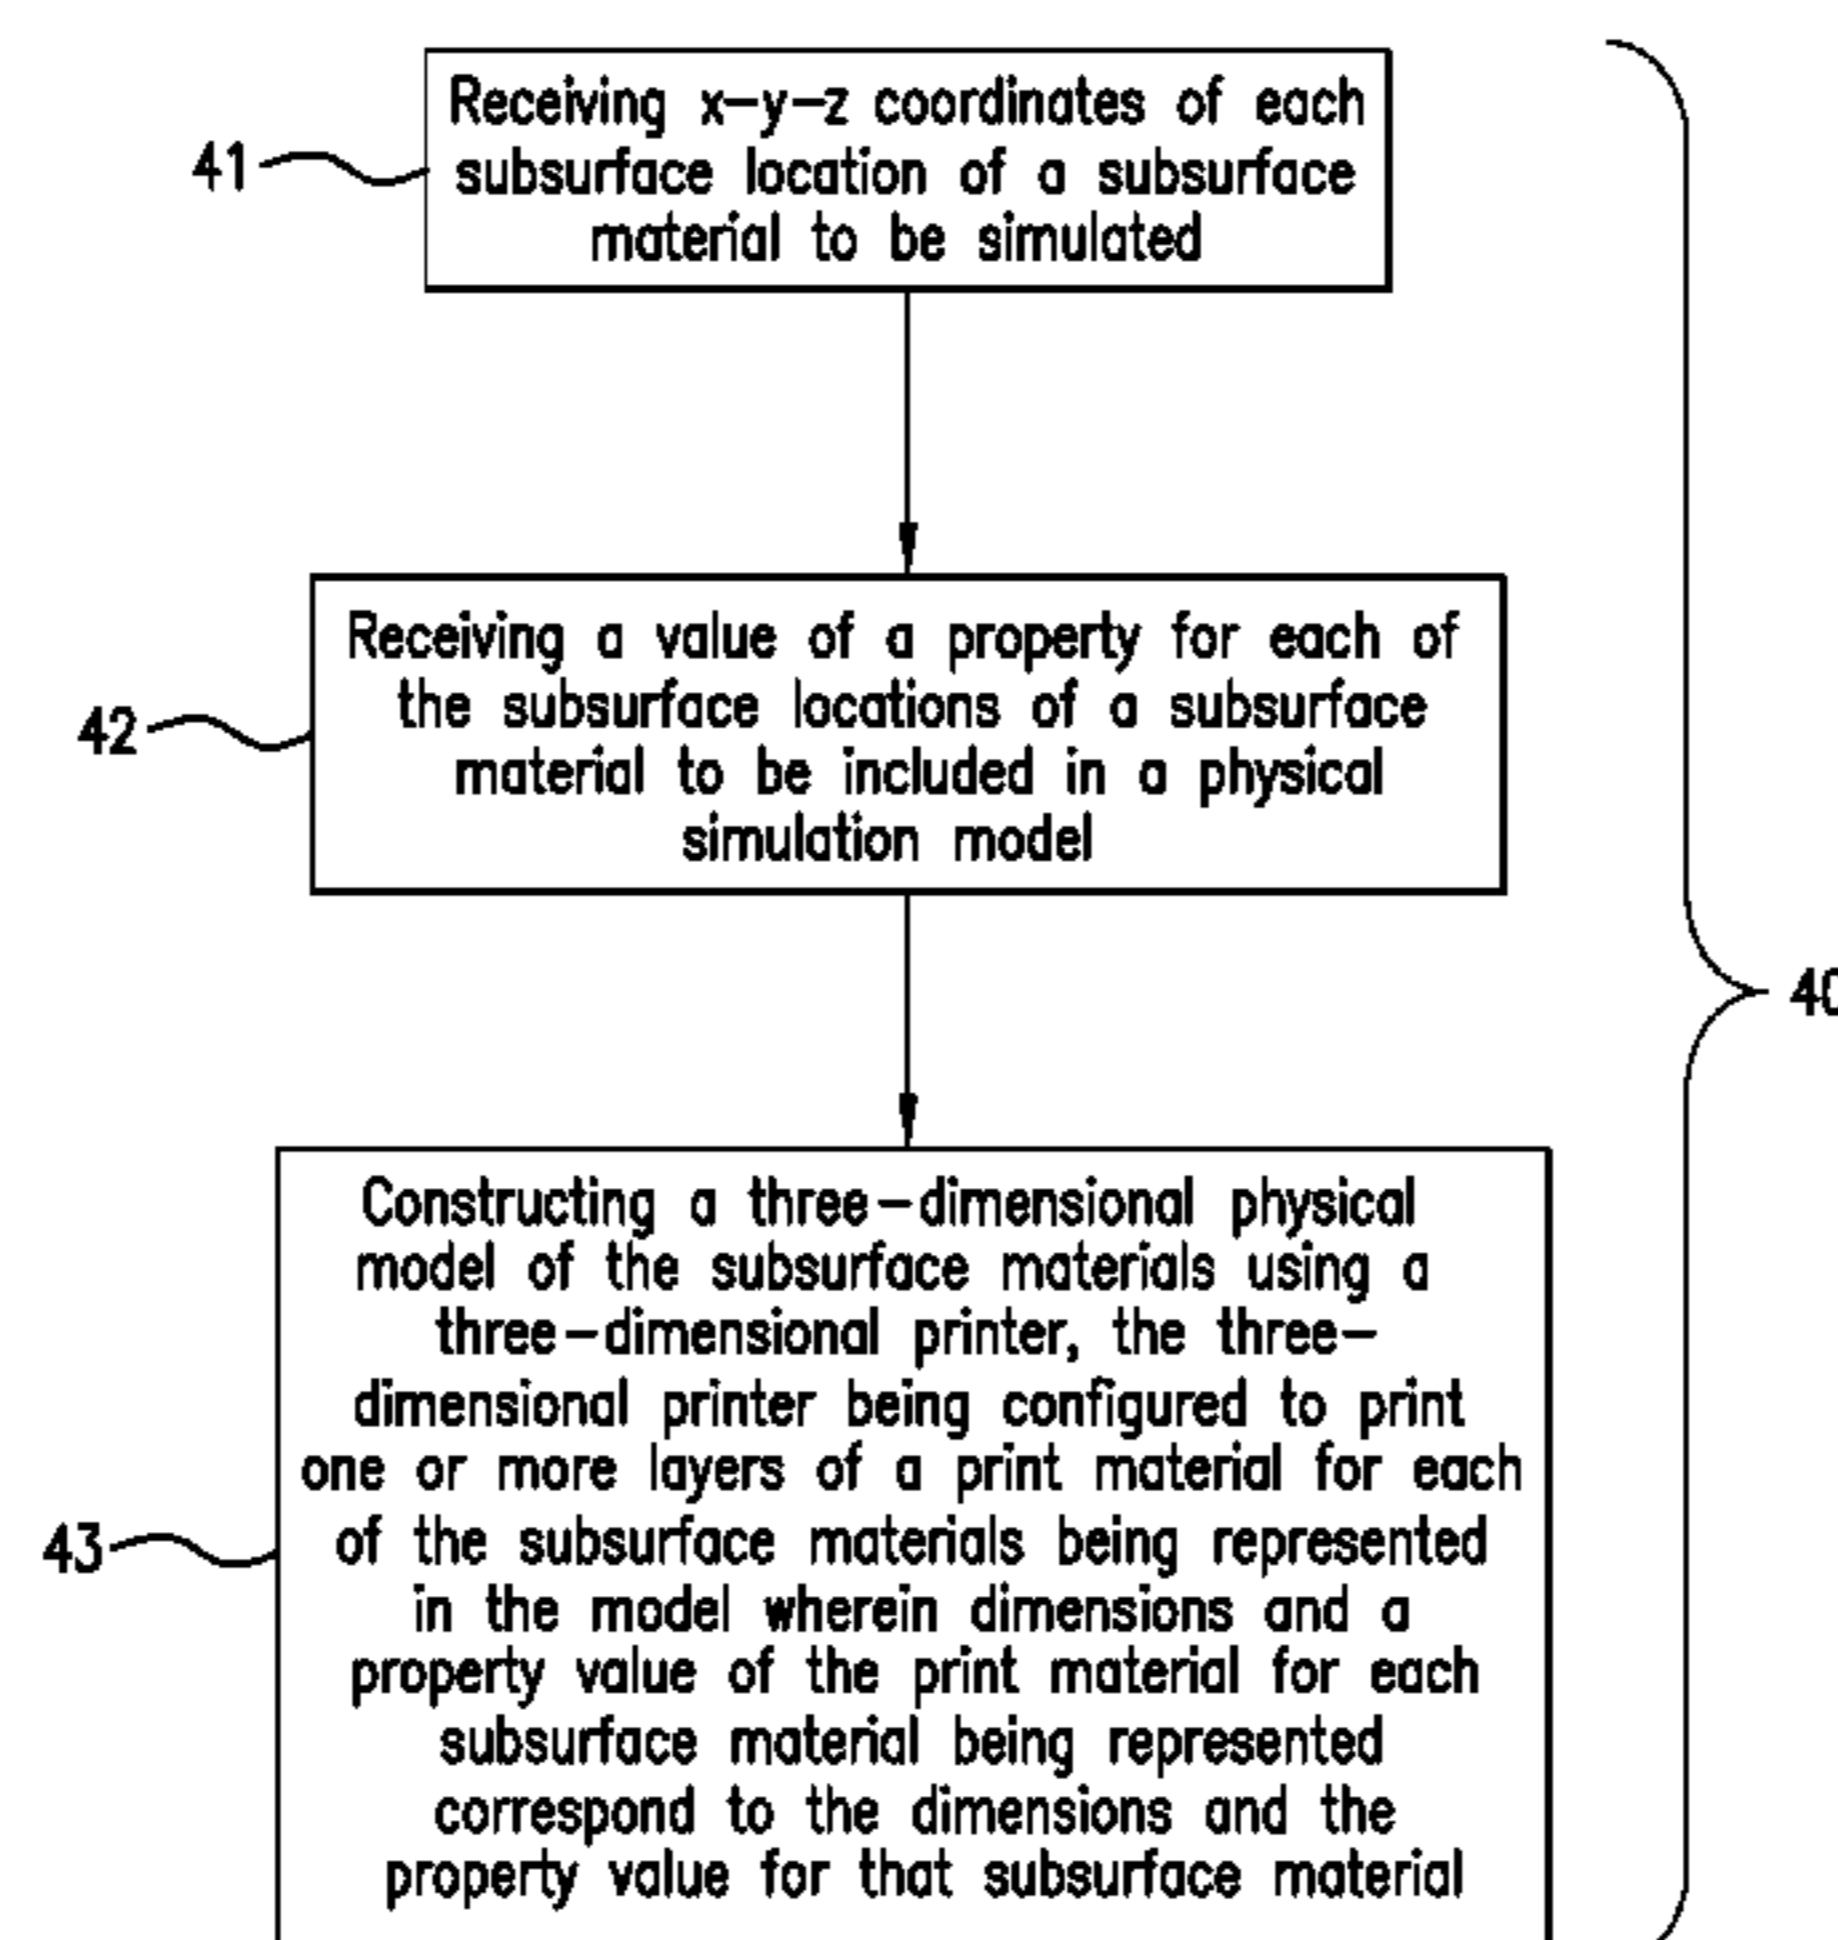 Receiving x-y-z coordinates of each
subsurface location of a subsurface
material to be simulated
41
Receiving a value of a property for each of
the subsurface locations of a subsurface
material to be included in a physical
simulation model
42
40
Constructing a three-dimensional physical
model of the subsurface materials using a
three-dimensional printer, the three-
dimensional printer being configured to print
one or more layers of a print material for each
of the subsurface materials being represented
in the model wherein dimensions and a
property value of the print material for each
subsurface material being represented
correspond to the dimensions and the
property value for that subsurface material
43